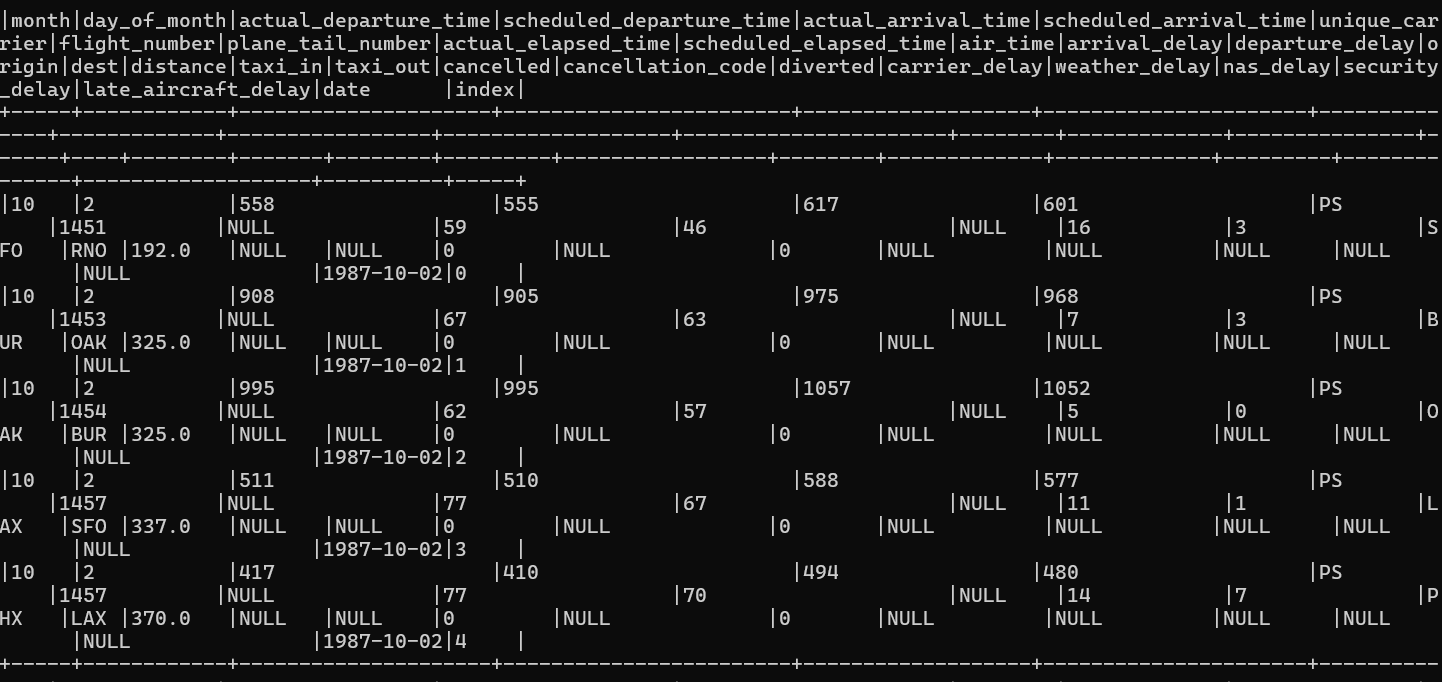 |month|day_of_month|actual_departure_time|scheduled_departure_time|actual_arrival_time|scheduled_arrival_time|unique_car
rier|flight_number|plane_tail_number|actual_elapsed_time|scheduled_elapsed_time|air_time|arrival_delay|departure_delay|o
rigin|dest|distance|taxi_in|taxi_out|cancelled|cancellation_code|diverted|carrier_delay|weather_delay|nas_delay|security
_delay|late_aircraft_delay|date      |index|
+-----+------------+---------------------+------------------------+-------------------+----------------------+----------
----+-------------+-----------------+-------------------+----------------------+--------+-------------+---------------+-
-----+----+--------+-------+--------+---------+-----------------+--------+-------------+-------------+---------+--------
------+-------------------+----------+-----+
|10   |2           |558                  |555                     |617                |601                   |PS
    |1451         |NULL             |59                 |46                    |NULL    |16           |3              |S
FO    |RNO |192.0   |NULL   |NULL    |0        |NULL             |0       |NULL         |NULL         |NULL     |NULL
      |NULL               |1987-10-02|0    |
|10   |2           |908                  |905                     |975                |968                   |PS
    |1453         |NULL             |67                 |63                    |NULL    |7            |3              |B
UR    |OAK |325.0   |NULL   |NULL    |0        |NULL             |0       |NULL         |NULL         |NULL     |NULL
      |NULL               |1987-10-02|1    |
|10   |2           |995                  |995                     |1057               |1052                  |PS
    |1454         |NULL             |62                 |57                    |NULL    |5            |0              |O
AK    |BUR |325.0   |NULL   |NULL    |0        |NULL             |0       |NULL         |NULL         |NULL     |NULL
      |NULL               |1987-10-02|2    |
|10   |2           |511                  |510                     |588                |577                   |PS
    |1457         |NULL             |77                 |67                    |NULL    |11           |1              |L
AX    |SFO |337.0   |NULL   |NULL    |0        |NULL             |0       |NULL         |NULL         |NULL     |NULL
      |NULL               |1987-10-02|3    |
|10   |2           |417                  |410                     |494                |480                   |PS
    |1457         |NULL             |77                 |70                    |NULL    |14           |7              |P
HX    |LAX |370.0   |NULL   |NULL    |0        |NULL             |0       |NULL         |NULL         |NULL     |NULL
      |NULL               |1987-10-02|4    |
+-----+------------+---------------------+------------------------+-------------------+----------------------+----------